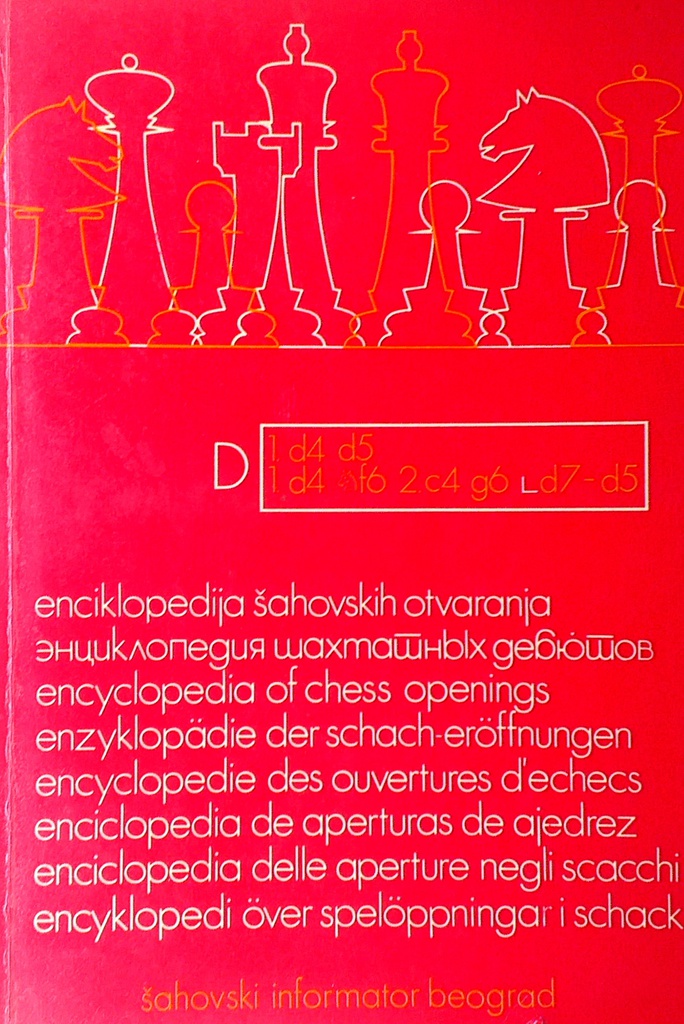 D
1. d4 d5
1. d4 ♘f6 2. c4 g6 ∟d7-d5
enciklopedija šahovskih otvaranja
энциклопедия шахматных дебютов
encyclopedia of chess openings
enzyklopädie der schach-eröffnungen
encyclopedie des ouvertures d'echecs
enciclopedia de aperturas de ajedrez
enciclopedia delle aperture negli scacchi
encyklopedi över spelöppningar i schack
šahovski informator beograd